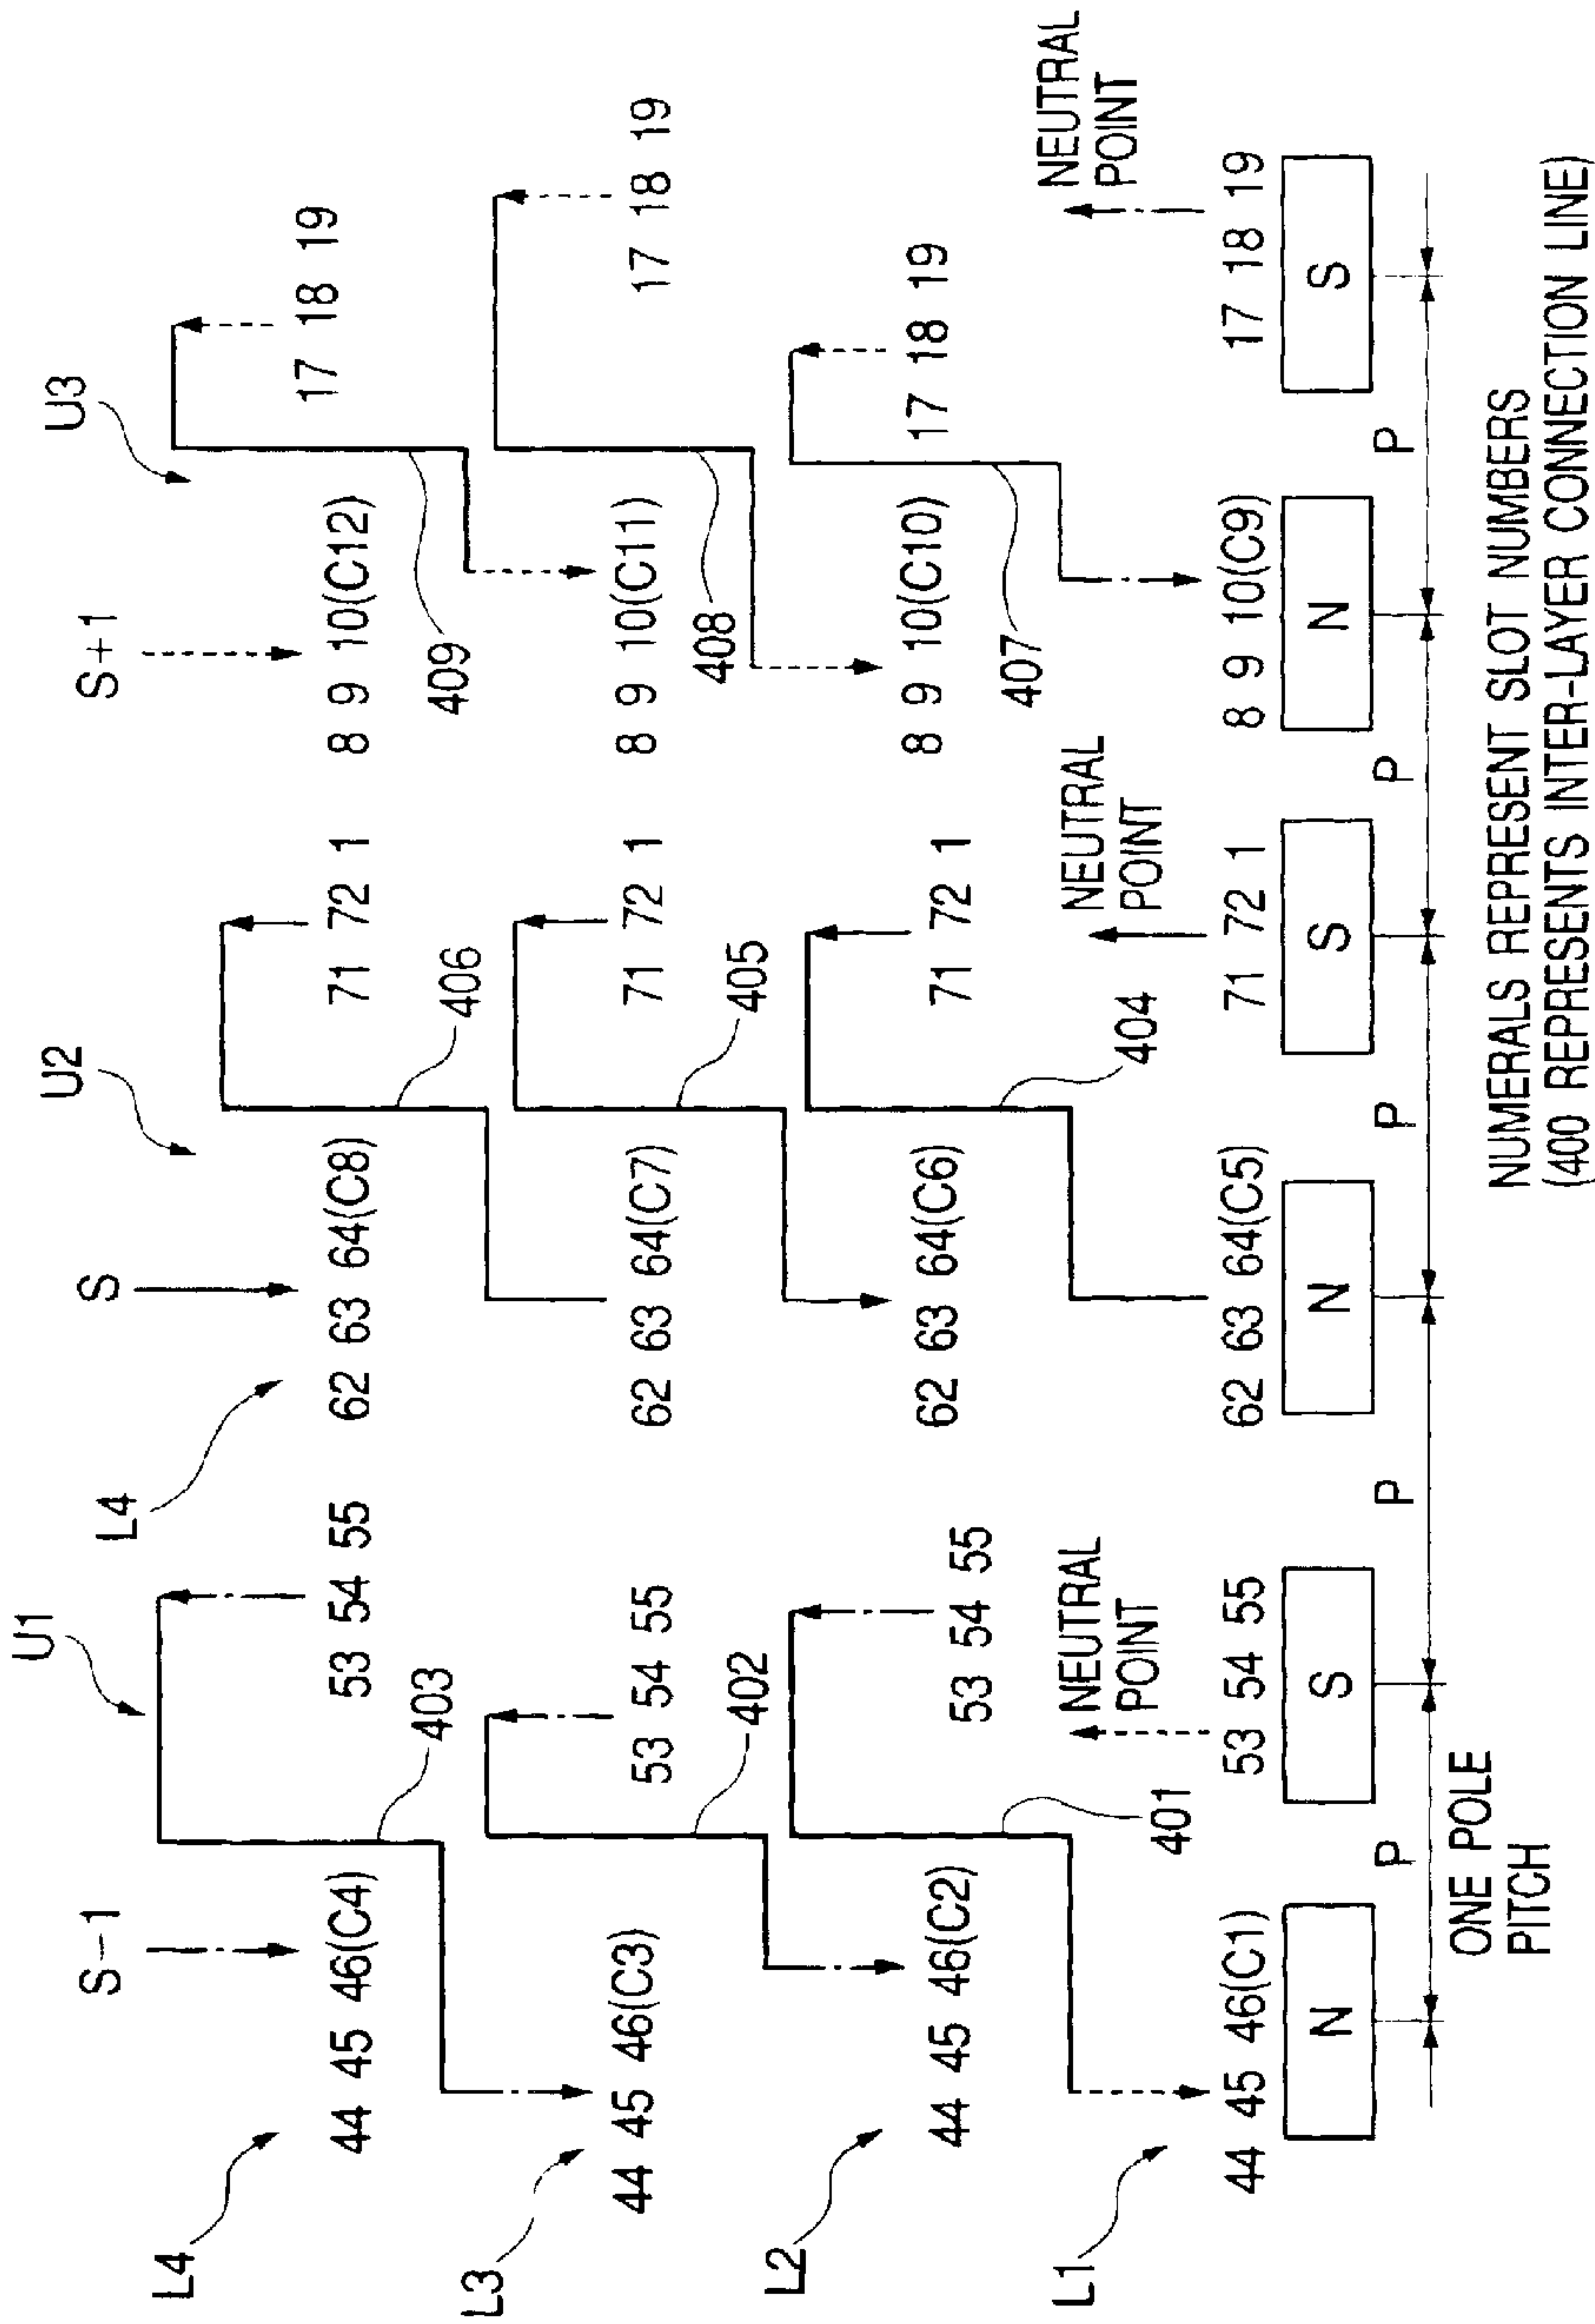 U1
U2
U3
S-1
S
S+1
L4
L4
44 45 46(C4)
53 54 55
62 63 64(C8)
71 72 1
8 9 10(C12)
17 18 19
403
406
409
L3
44 45 46(C3)
53 54 55
62 63 64(C7)
71 72 1
8 9 10(C11)
17 18 19
402
405
408
L2
44 45 46(C2)
53 54 55
62 63 64(C6)
71 72 1
8 9 10(C10)
17 18 19
401
404
407
NEUTRAL
POINT
NEUTRAL
POINT
NEUTRAL
POINT
L1
44 45 46(C1)
53 54 55
62 63 64(C5)
71 72 1
8 9 10(C9)
17 18 19
N
S
N
S
N
S
P
P
P
P
P
ONE POLE
PITCH
NUMERALS REPRESENT SLOT NUMBERS
(400 REPRESENTS INTER-LAYER CONNECTION LINE)